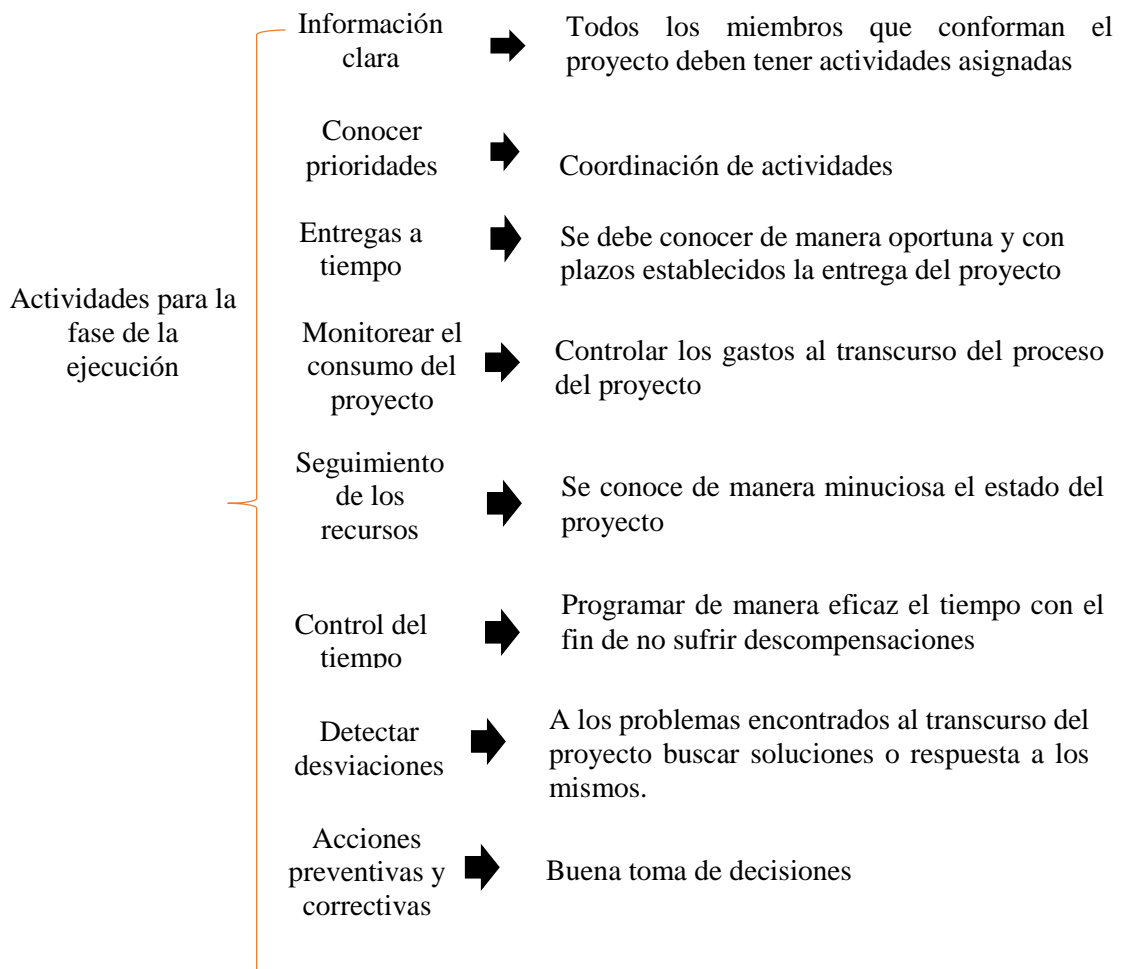 Información
clara
Todos los miembros que conforman el
proyecto deben tener actividades asignadas
Conocer
prioridades
Coordinación de actividades
Entregas a
tiempo
Se debe conocer de manera oportuna y con
plazos establecidos la entrega del proyecto
Actividades para la
fase de la
ejecución
Monitorear el
consumo del
proyecto
Controlar los gastos al transcurso del proceso
del proyecto
Seguimiento
de los
recursos
Se conoce de manera minuciosa el estado del
proyecto
Control del
tiempo
Programar de manera eficaz el tiempo con el
fin de no sufrir descompensaciones
Detectar
desviaciones
A los problemas encontrados al transcurso del
proyecto buscar soluciones o respuesta a los
mismos.
Acciones
preventivas y
correctivas
Buena toma de decisiones